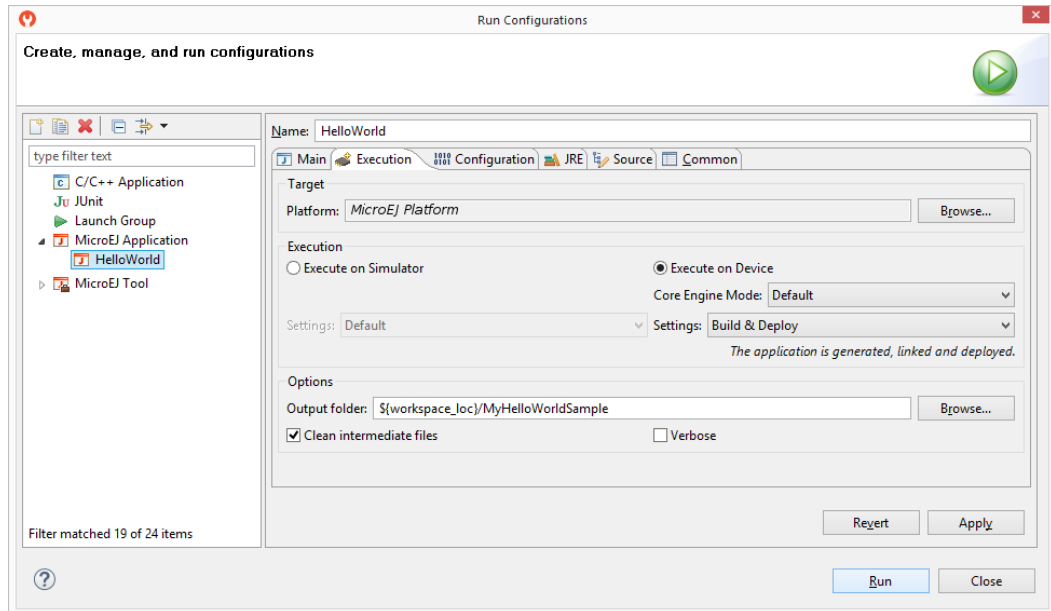 Run Configurations
Create, manage, and run configurations
type filter text
C/C++ Application
JUnit
Launch Group
MicroEJ Application
HelloWorld
MicroEJ Tool
Filter matched 19 of 24 items
Name: HelloWorld
Main Execution Configuration JRE Source Common
Target
Platform: MicroEJ Platform Browse...
Execution
Execute on Simulator Execute on Device
Core Engine Mode: Default
Settings: Default Settings: Build & Deploy
The application is generated, linked and deployed.
Options
Output folder: ${workspace_loc}/MyHelloWorldSample Browse...
Clean intermediate files Verbose
Revert Apply
Run Close